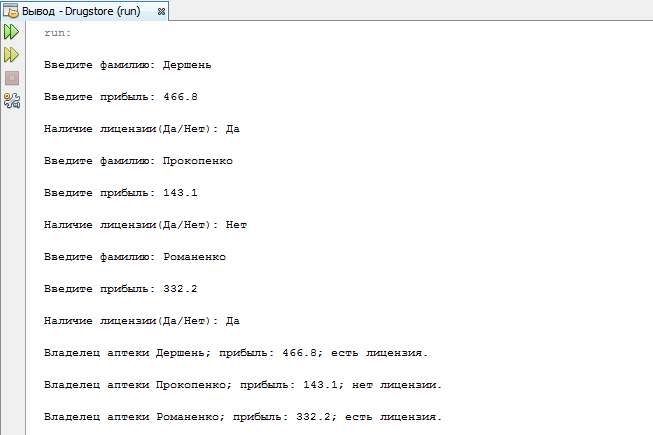 Вывод - Drugstore (run)
run:
Введите фамилию: Дершень
Введите прибыль: 466.8
Наличие лицензии(Да/Нет): Да
Введите фамилию: Прокопенко
Введите прибыль: 143.1
Наличие лицензии(Да/Нет): Нет
Введите фамилию: Романенко
Введите прибыль: 332.2
Наличие лицензии(Да/Нет): Да
Владелец аптеки Дершень; прибыль: 466.8; есть лицензия.
Владелец аптеки Прокопенко; прибыль: 143.1; нет лицензии.
Владелец аптеки Романенко; прибыль: 332.2; есть лицензия.